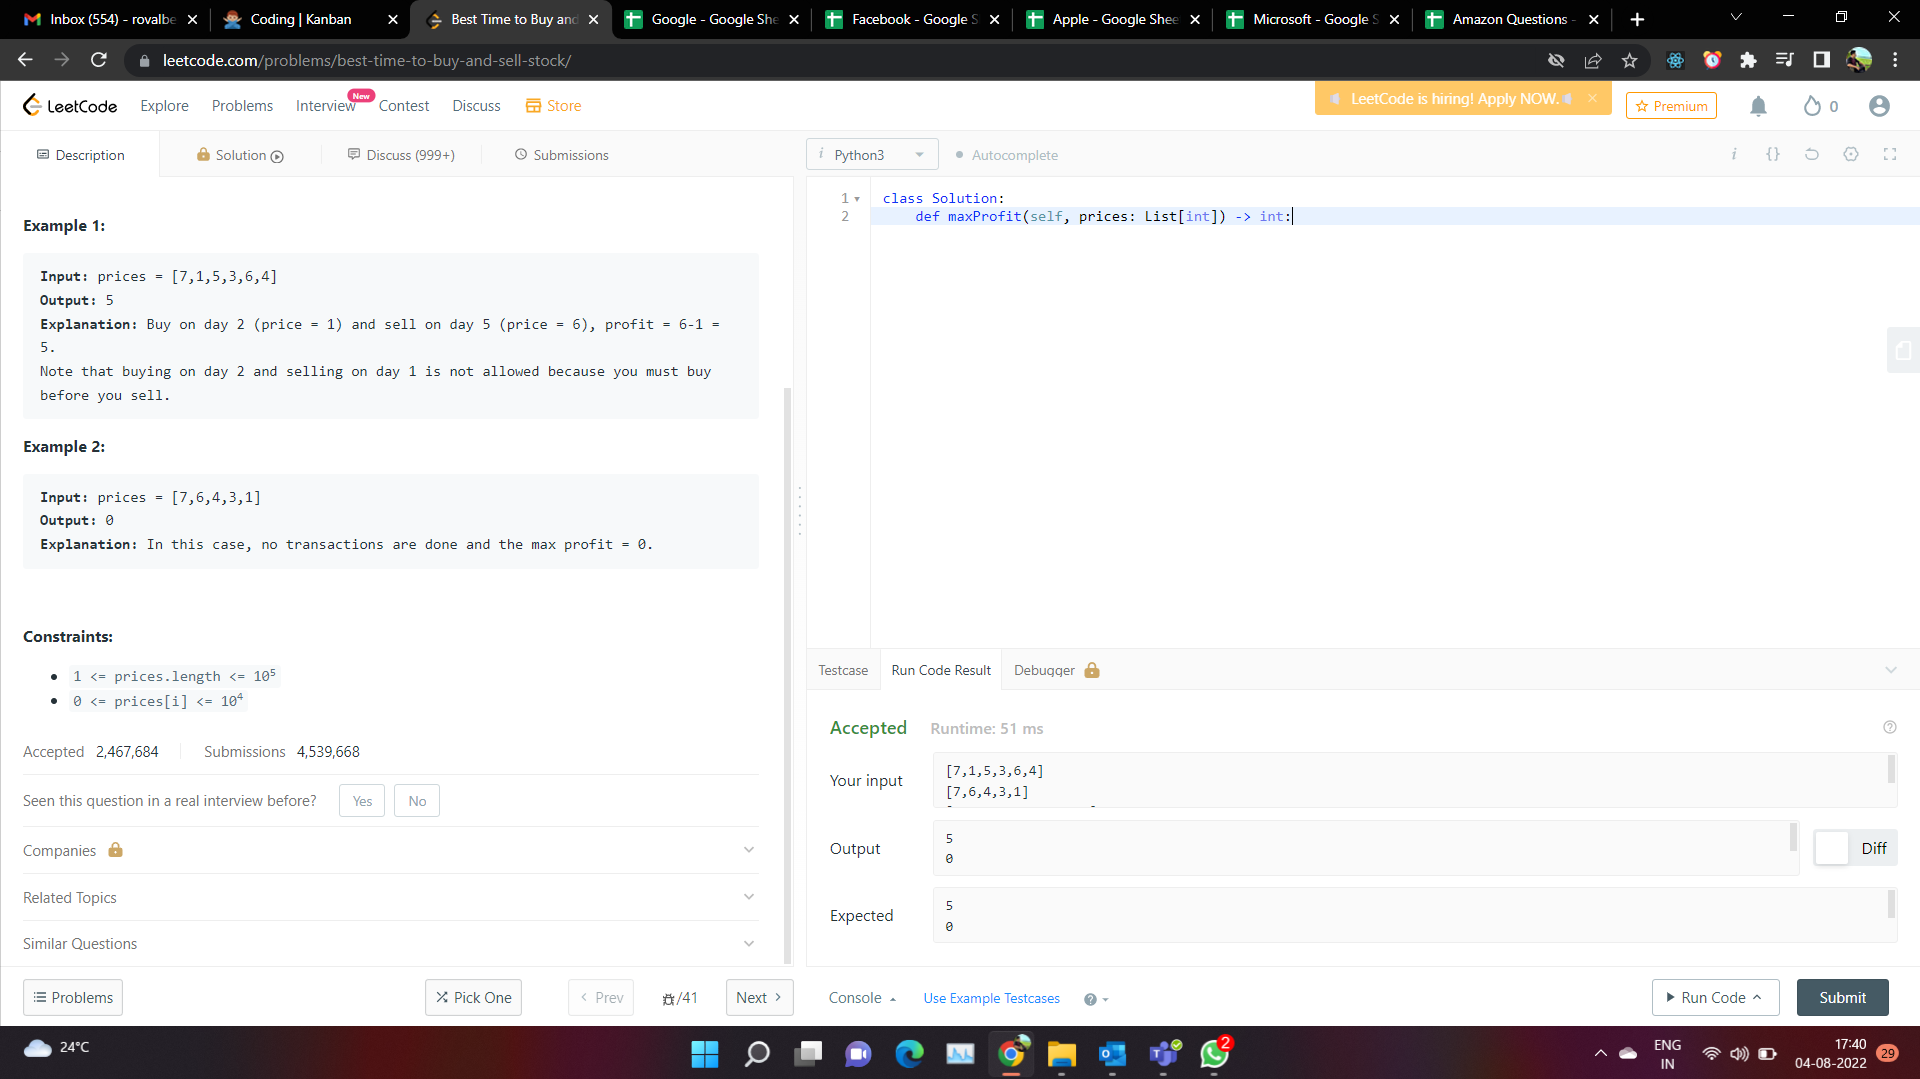 Inbox (554) - rovalbe
Coding | Kanban
Best Time to Buy and
Google - Google She
Facebook - Google S
Apple - Google Shee
Microsoft - Google S
Amazon Questions -
leetcode.com/problems/best-time-to-buy-and-sell-stock/
LeetCode
Explore
Problems
Interview
New
Contest
Discuss
Store
LeetCode is hiring! Apply NOW.
Premium
0
Description
Solution
Discuss (999+)
Submissions
i Python3
Autocomplete
i {}
Example 1:
Input: prices = [7,1,5,3,6,4]
Output: 5
Explanation: Buy on day 2 (price = 1) and sell on day 5 (price = 6), profit = 6-1 =
5.
Note that buying on day 2 and selling on day 1 is not allowed because you must buy
before you sell.
Example 2:
Input: prices = [7,6,4,3,1]
Output: 0
Explanation: In this case, no transactions are done and the max profit = 0.
Constraints:
1 <= prices.length <= 10⁵
0 <= prices[i] <= 10⁴
Accepted 2,467,684
Submissions 4,539,668
Seen this question in a real interview before?
Yes
No
Companies
Related Topics
Similar Questions
Problems
Pick One
Prev
/41
Next
1 class Solution:
2 def maxProfit(self, prices: List[int]) -> int:
Testcase
Run Code Result
Debugger
Accepted
Runtime: 51 ms
Your input
[7,1,5,3,6,4]
[7,6,4,3,1]
Output
5
0
Diff
Expected
5
0
Console
Use Example Testcases
Run Code
Submit
24°C
2
ENG
IN
17:40
04-08-2022
29